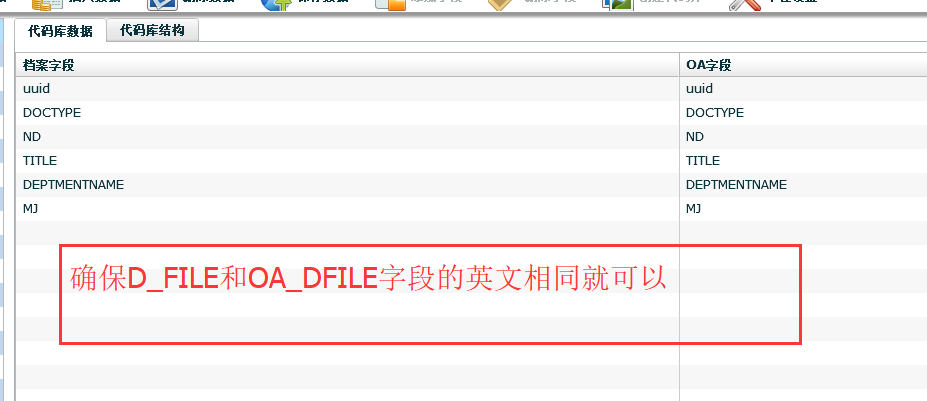 代码库数据 代码库结构
档案字段 OA字段
uuid uuid
DOCTYPE DOCTYPE
ND ND
TITLE TITLE
DEPTMENTNAME DEPTMENTNAME
MJ MJ
确保D_FILE和OA_DFILE字段的英文相同就可以